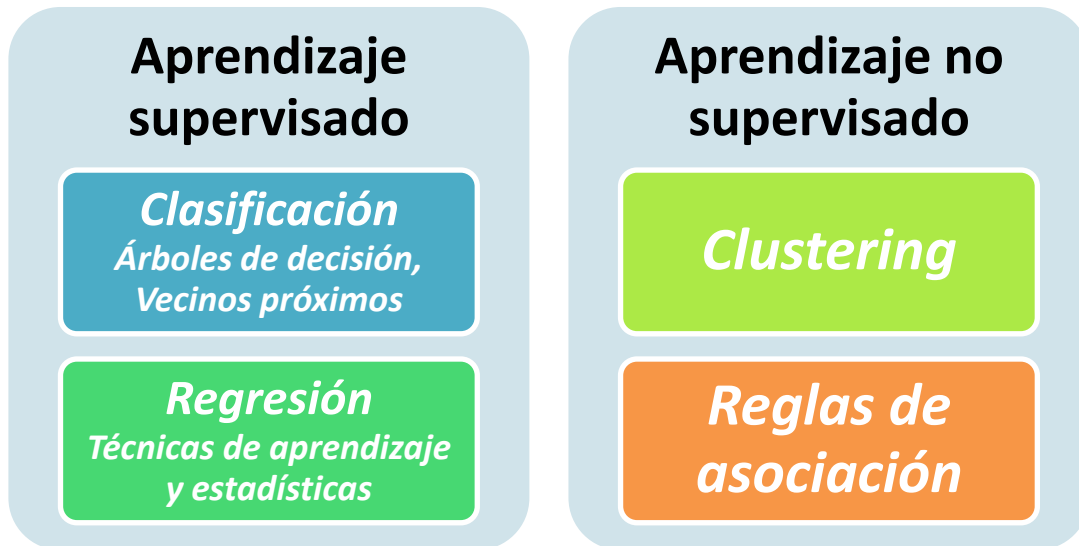 Aprendizaje
supervisado
Clasificación
Árboles de decisión,
Vecinos próximos
Regresión
Técnicas de aprendizaje
y estadísticas
Aprendizaje no
supervisado
Clustering
Reglas de
asociación